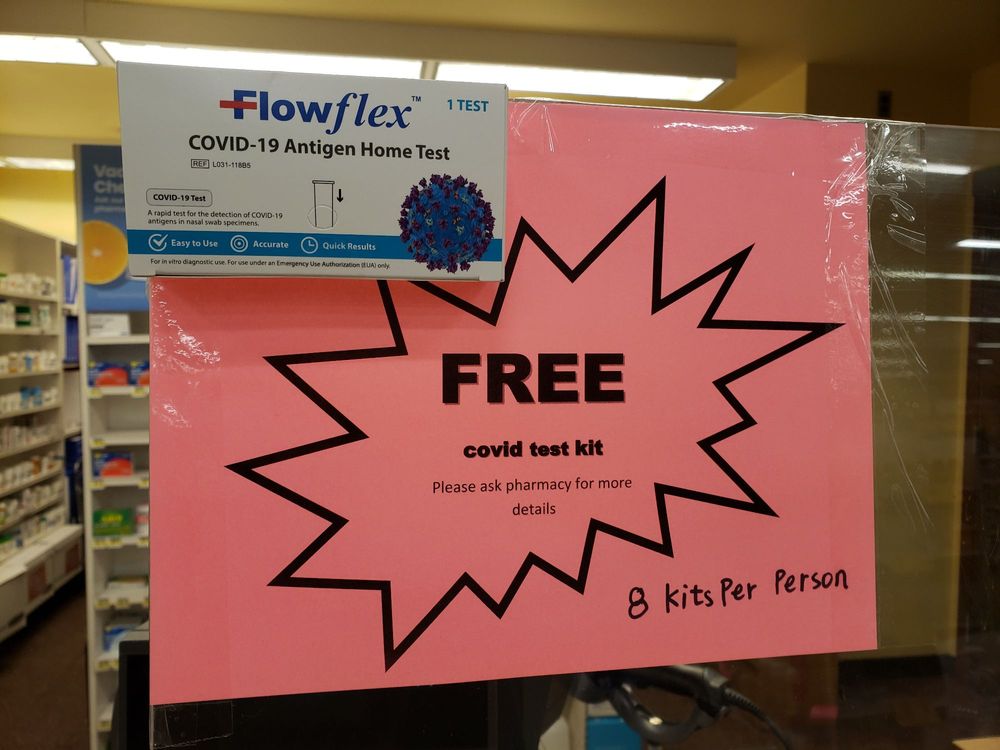 Flowflex™
1 TEST
COVID-19 Antigen Home Test
REF L031-118B5
COVID-19 Test
A rapid test for the detection of COVID-19
antigens in nasal swab specimens.
Easy to Use Accurate Quick Results
For in vitro diagnostic use. For use under an Emergency Use Authorization (EUA) only.
FREE
covid test kit
Please ask pharmacy for more
details
8 kits Per Person